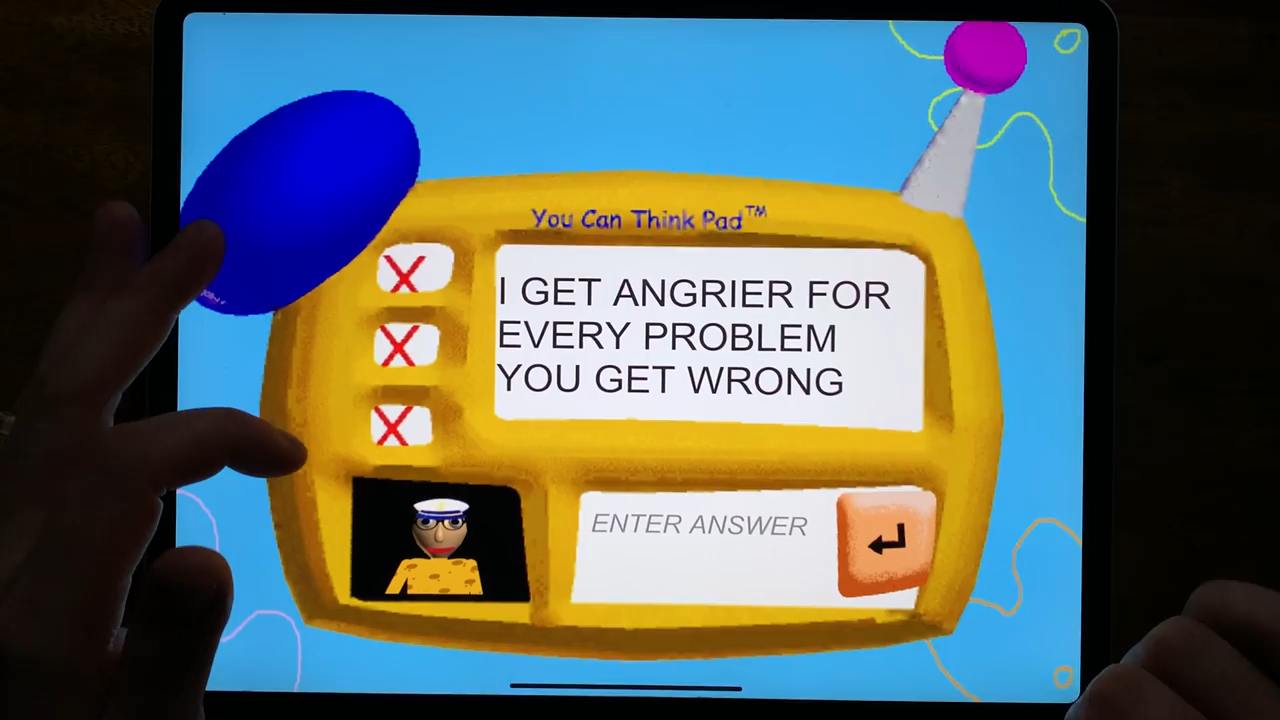 You Can Think Pad™
I GET ANGRIER FOR
EVERY PROBLEM
YOU GET WRONG
ENTER ANSWER